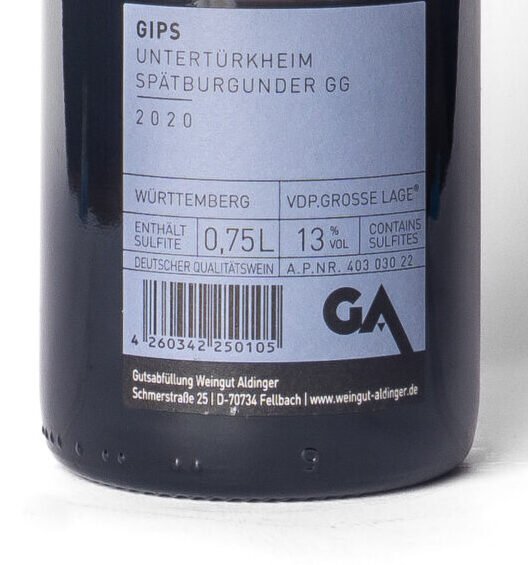 GIPS
UNTERTÜRKHEIM
SPÄTBURGUNDER GG
2020
WÜRTTEMBERG
VDP.GROSSE LAGE®
ENTHÄLT
SULFITE
0,75L
13 % VOL
CONTAINS
SULFITES
DEUTSCHER QUALITÄTSWEIN
A.P.NR. 403 030 22
GA
4 260342 250105
Gutsabfüllung Weingut Aldinger
Schmerstraße 25 | D-70734 Fellbach | www.weingut-aldinger.de
9